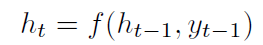 h_t = f(h_{t-1}, y_{t-1})